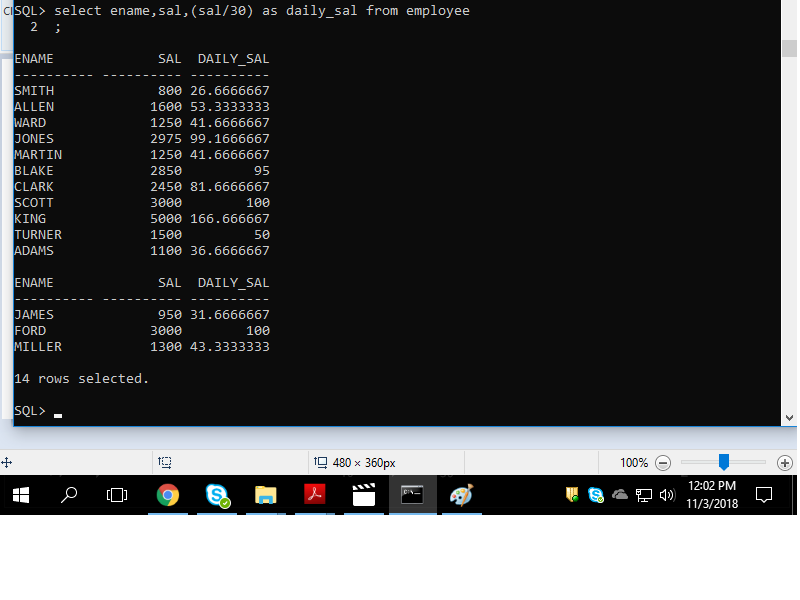 SQL> select ename,sal,(sal/30) as daily_sal from employee
  2  ;
ENAME             SAL  DAILY_SAL
---------- ---------- ----------
SMITH             800 26.6666667
ALLEN            1600 53.3333333
WARD             1250 41.6666667
JONES            2975 99.1666667
MARTIN           1250 41.6666667
BLAKE            2850         95
CLARK            2450 81.6666667
SCOTT            3000        100
KING             5000 166.666667
TURNER           1500         50
ADAMS            1100 36.6666667
ENAME             SAL  DAILY_SAL
---------- ---------- ----------
JAMES             950 31.6666667
FORD             3000        100
MILLER           1300 43.3333333
14 rows selected.
SQL>
480 × 360px
100%
12:02 PM
11/3/2018